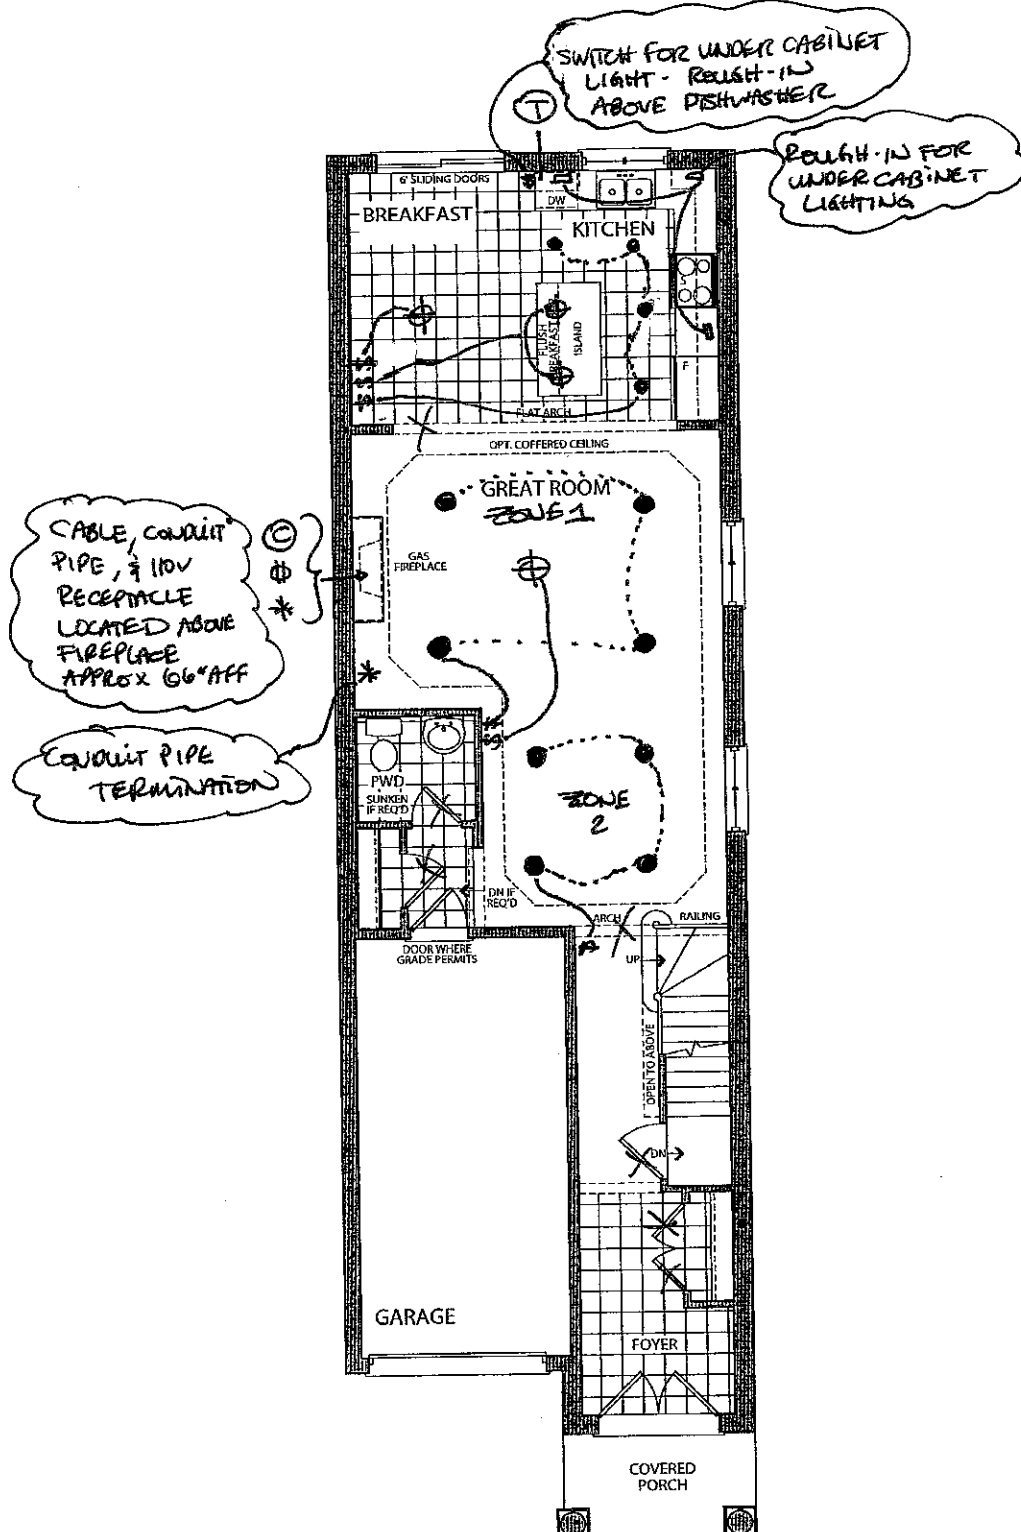 SWITCH FOR UNDER CABINET
LIGHT - ROUGH-IN
ABOVE DISHWASHER
T
ROUGH-IN FOR
UNDER CABINET
LIGHTING
6' SLIDING DOORS
BREAKFAST
DW
KITCHEN
S
FLUSH
BREAKFAST
ISLAND
F
FLAT ARCH
OPT. COFFERED CEILING
GREAT ROOM
ZONE 1
CABLE, CONDUIT
PIPE, & 110V
RECEPTACLE
LOCATED ABOVE
FIREPLACE
APPROX 66" AFF
C
GAS
FIREPLACE
CONDUIT PIPE
TERMINATION
PWD
SUNKEN
IF REQ'D
ZONE
2
DN IF
REQ'D
ARCH
RAILING
DOOR WHERE
GRADE PERMITS
UP
OPEN TO ABOVE
DN
GARAGE
FOYER
COVERED
PORCH